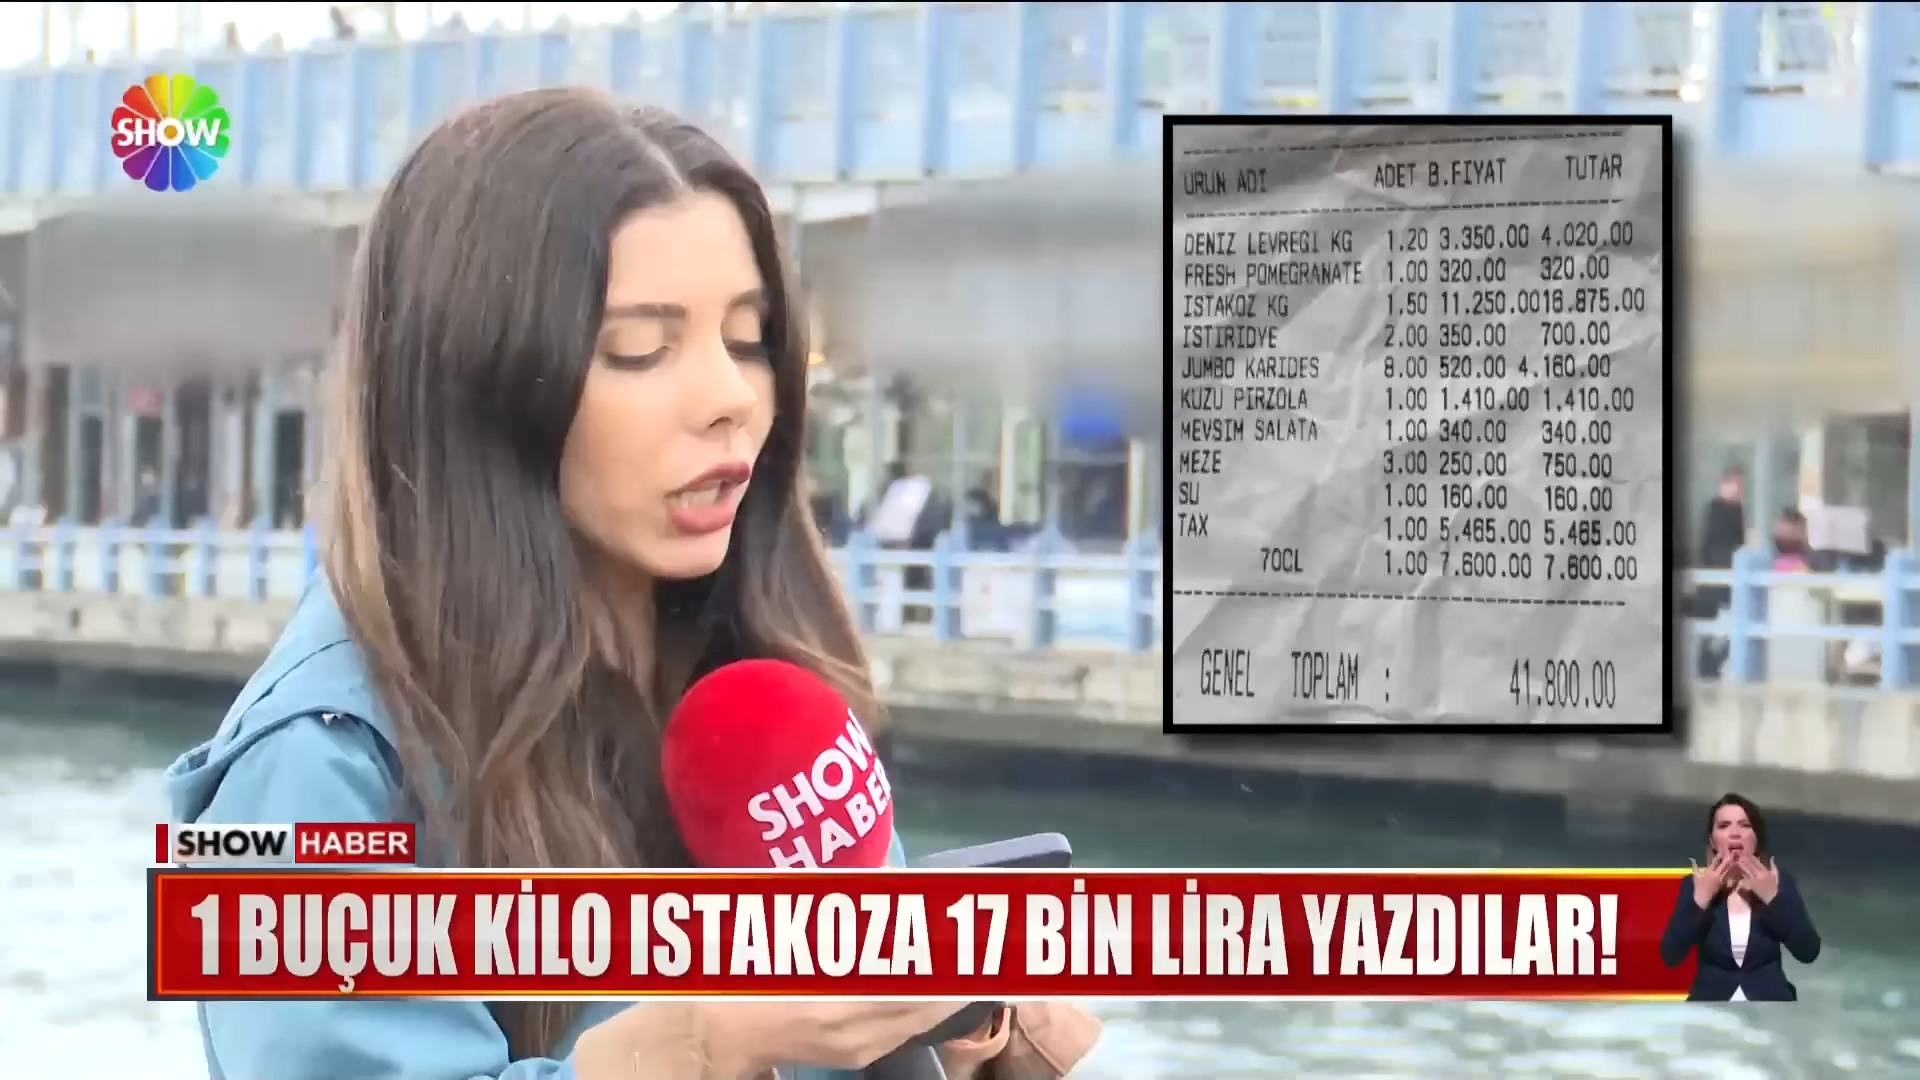 SHOW
URUN ADI ADET B.FIYAT TUTAR
DENIZ LEVREGI KG 1.20 3.350.00 4.020.00
FRESH POMEGRANATE 1.00 320.00 320.00
ISTAKOZ KG 1.50 11.250.0016.875.00
ISTIRIDYE 2.00 350.00 700.00
JUMBO KARIDES 8.00 520.00 4.160.00
KUZU PIRZOLA 1.00 1.410.00 1.410.00
MEVSIM SALATA 1.00 340.00 340.00
MEZE 3.00 250.00 750.00
SU 1.00 160.00 160.00
TAX 1.00 5.465.00 5.465.00
70CL 1.00 7.600.00 7.600.00
GENEL TOPLAM : 41.800.00
SHOW
HABER
SHOW HABER
1 BUÇUK KİLO ISTAKOZA 17 BİN LİRA YAZDILAR!